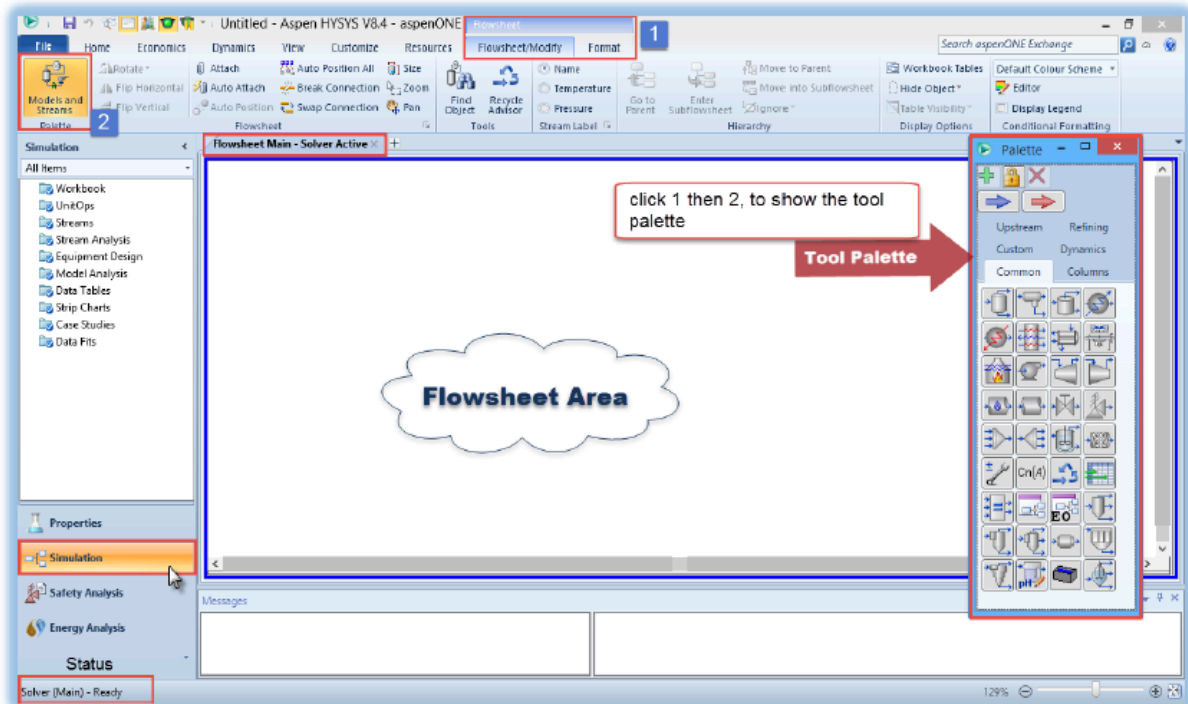 Untitled - Aspen HYSYS V8.4 - aspenONE
Flowsheet
1
File Home Economics Dynamics View Customize Resources Flowsheet/Modify Format
Search aspenONE Exchange
Models and Streams
Palette
2
Rotate
Flip Horizontal
Flip Vertical
Attach
Auto Attach
Auto Position
Auto Position All
Break Connection
Swap Connection
Size
Zoom
Pan
Flowsheet
Find Object
Recycle Advisor
Tools
Name
Temperature
Pressure
Stream Label
Go to Parent
Enter Subflowsheet
Move to Parent
Move into Subflowsheet
Ignore
Hierarchy
Workbook Tables
Hide Object
Table Visibility
Display Options
Default Colour Scheme
Editor
Display Legend
Conditional Formatting
Simulation
All Items
Workbook
UnitOps
Streams
Stream Analysis
Equipment Design
Model Analysis
Data Tables
Strip Charts
Case Studies
Data Fits
Properties
Simulation
Safety Analysis
Energy Analysis
Status
Solver (Main) - Ready
Flowsheet Main - Solver Active
click 1 then 2, to show the tool
palette
Tool Palette
Flowsheet Area
Palette
Upstream Refining
Custom Dynamics
Common Columns
Cn(A)
EO
pH
Messages
129%